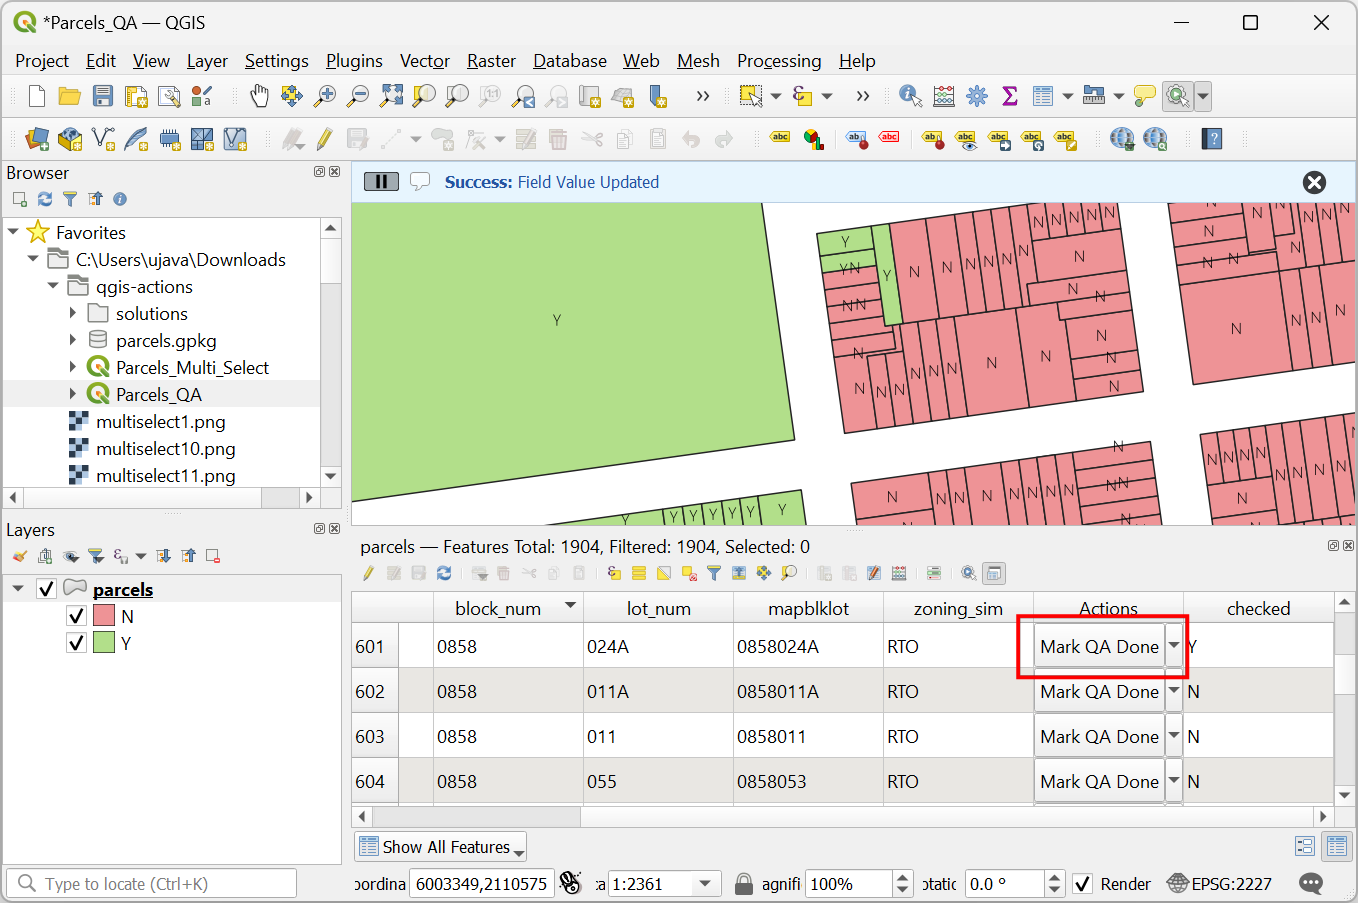 *Parcels_QA — QGIS
Project Edit View Layer Settings Plugins Vector Raster Database Web Mesh Processing Help
Browser
Favorites
C:\Users\ujava\Downloads
qgis-actions
solutions
parcels.gpkg
Parcels_Multi_Select
Parcels_QA
multiselect1.png
multiselect10.png
multiselect11.png
Success: Field Value Updated
Layers
parcels
N
Y
parcels — Features Total: 1904, Filtered: 1904, Selected: 0
block_num lot_num mapblklot zoning_sim Actions checked
601 0858 024A 0858024A RTO Mark QA Done Y
602 0858 011A 0858011A RTO Mark QA Done N
603 0858 011 0858011 RTO Mark QA Done N
604 0858 055 0858053 RTO Mark QA Done N
Show All Features
Type to locate (Ctrl+K) oordina 6003349,2110575 1:2361 agnifi 100% otatic 0.0 ° Render EPSG:2227